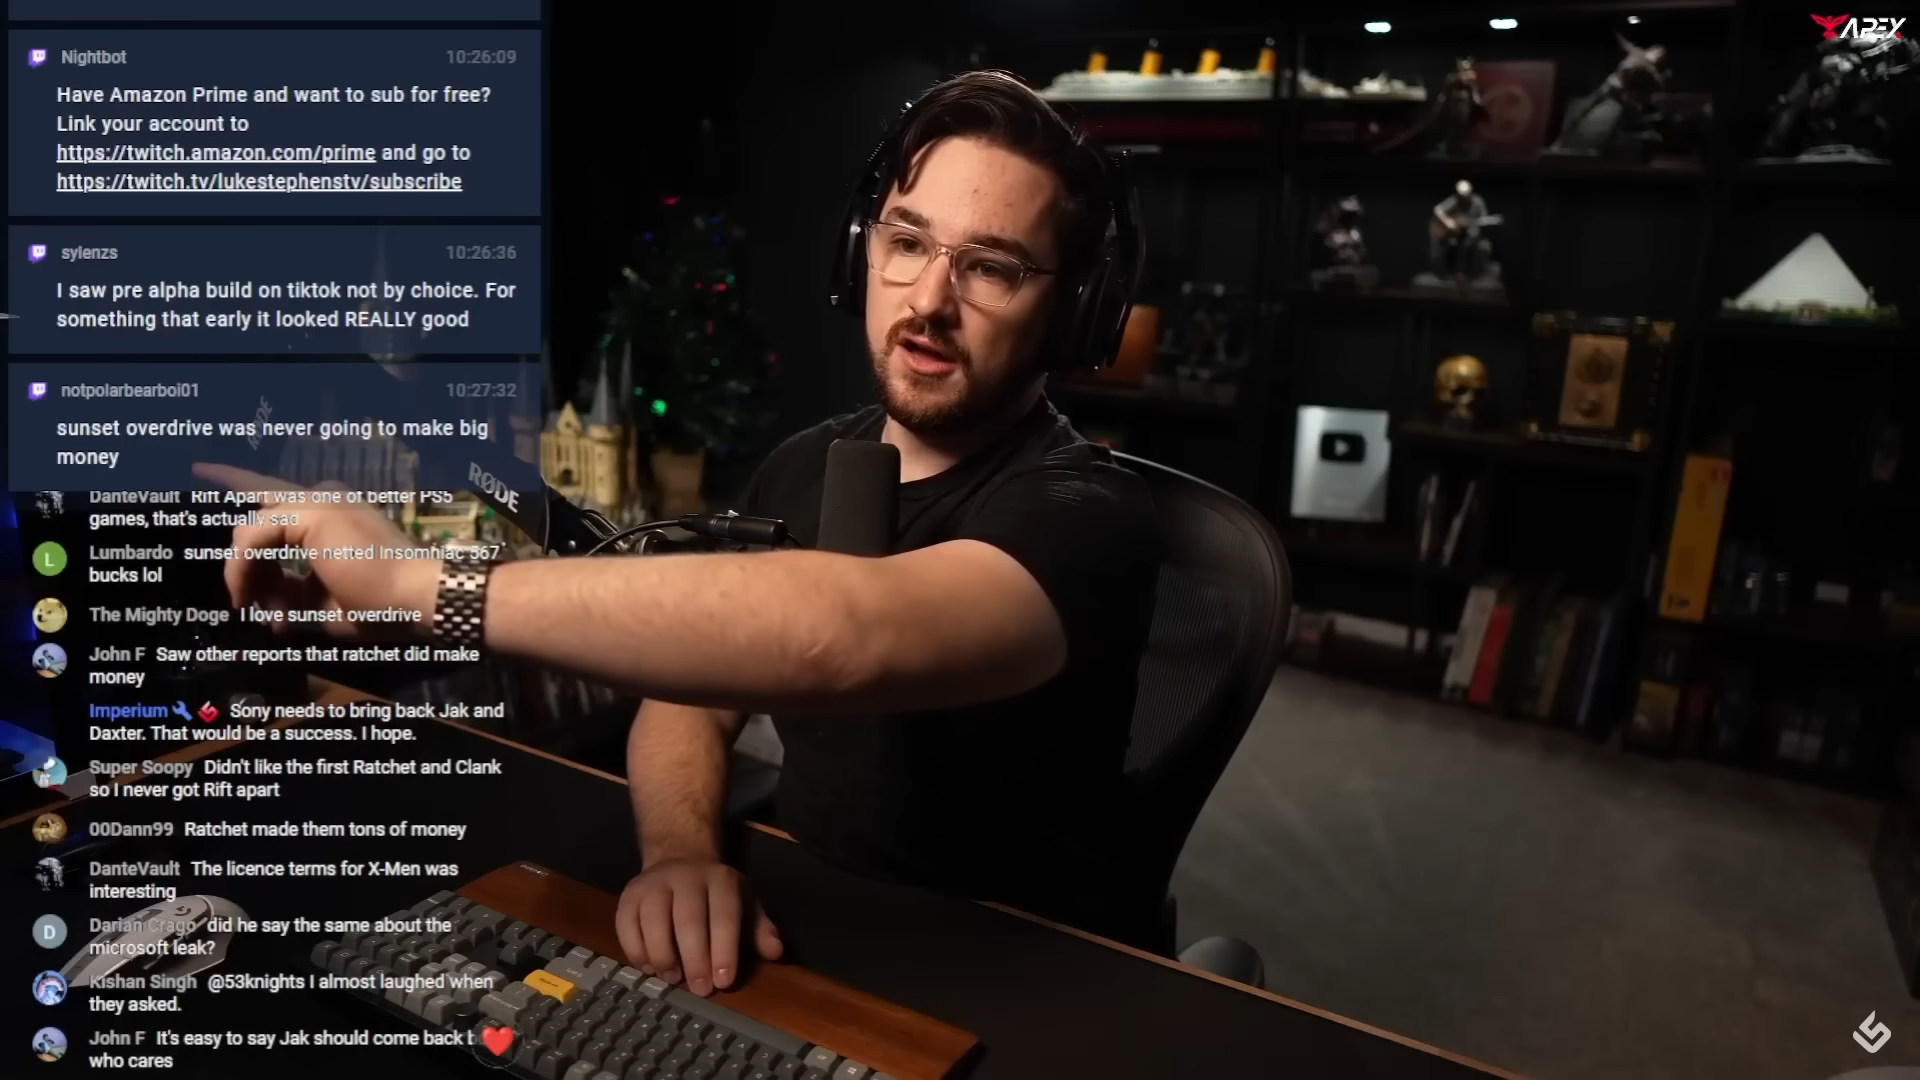 Nightbot 10:26:09
Have Amazon Prime and want to sub for free?
Link your account to
https://twitch.amazon.com/prime and go to
https://twitch.tv/lukestephenstv/subscribe
sylenzs 10:26:36
I saw pre alpha build on tiktok not by choice. For
something that early it looked REALLY good
notpolarbearboi01 10:27:32
sunset overdrive was never going to make big
money
DanteVault Rift Apart was one of better PS5
games, that's actually sad
L Lumbardo sunset overdrive netted Insomniac 567
bucks lol
The Mighty Doge I love sunset overdrive
John F Saw other reports that ratchet did make
money
Imperium Sony needs to bring back Jak and
Daxter. That would be a success. I hope.
Super Soopy Didn't like the first Ratchet and Clank
so I never got Rift apart
00Dann99 Ratchet made them tons of money
DanteVault The licence terms for X-Men was
interesting
D Darian Crago did he say the same about the
microsoft leak?
Kishan Singh @53knights I almost laughed when
they asked.
John F It's easy to say Jak should come back b
who cares
RØDE
RØDE
APEX